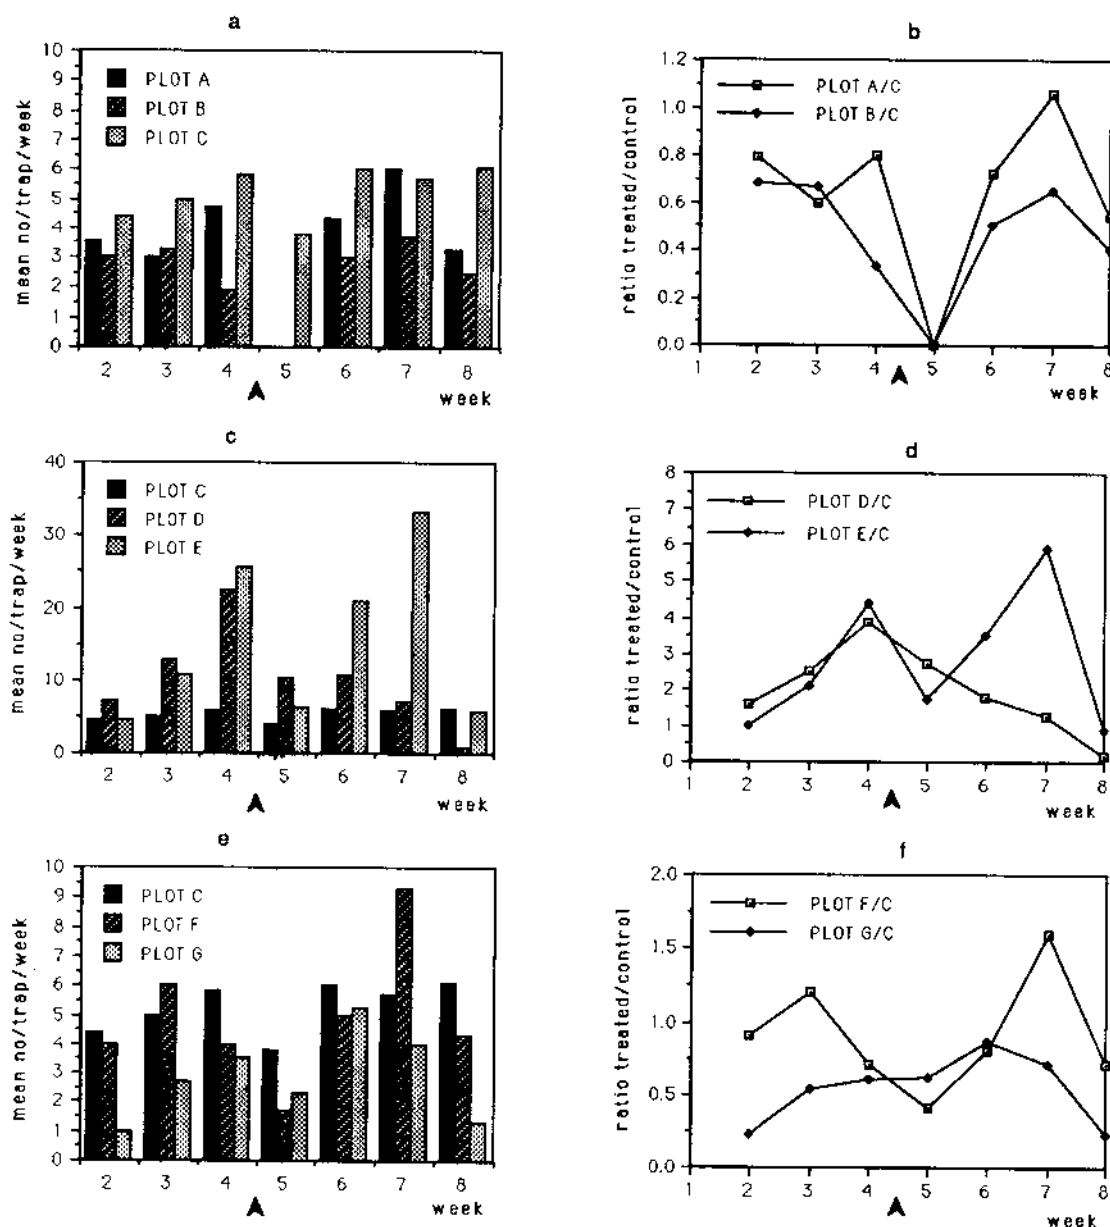 a
mean no/trap/week
10
9
8
7
6
5
4
3
2
1
0
PLOT A
PLOT B
PLOT C
2 3 4 5 6 7 8
week
b
ratio treated/control
1.2
1.0
0.8
0.6
0.4
0.2
0.0
PLOT A/C
PLOT B/C
1 2 3 4 5 6 7 8
week
c
mean no/trap/week
40
30
20
10
0
PLOT C
PLOT D
PLOT E
2 3 4 5 6 7 8
week
d
ratio treated/control
8
7
6
5
4
3
2
1
0
PLOT D/C
PLOT E/C
1 2 3 4 5 6 7 8
week
e
mean no/trap/week
10
9
8
7
6
5
4
3
2
1
0
PLOT C
PLOT F
PLOT G
2 3 4 5 6 7 8
week
f
ratio treated/control
2.0
1.5
1.0
0.5
0.0
PLOT F/C
PLOT G/C
1 2 3 4 5 6 7 8
week